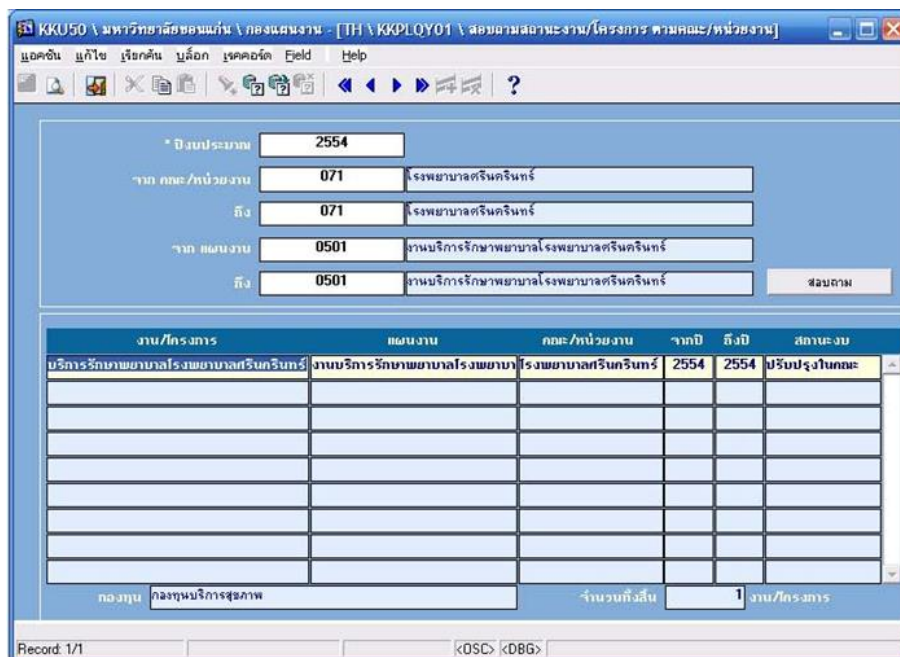 KKU50 \ มหาวิทยาลัยขอนแก่น \ กองแผนงาน - [TH \ KKPLQY01 \ สอบถามสถานะงาน/โครงการ ตามคณะ/หน่วยงาน]
แอคชัน แก้ไข เรียกค้น บล็อก เรคคอร์ด Field Help
* ปีงบประมาณ 2554
จาก คณะ/หน่วยงาน 071 โรงพยาบาลศรีนครินทร์
ถึง 071 โรงพยาบาลศรีนครินทร์
จาก แผนงาน 0501 งานบริการรักษาพยาบาลโรงพยาบาลศรีนครินทร์
ถึง 0501 งานบริการรักษาพยาบาลโรงพยาบาลศรีนครินทร์ สอบถาม
งาน/โครงการ แผนงาน คณะ/หน่วยงาน จากปี ถึงปี สถานะงบ
บริการรักษาพยาบาลโรงพยาบาลศรีนครินทร์ งานบริการรักษาพยาบาลโรงพยาบา โรงพยาบาลศรีนครินทร์ 2554 2554 ปรับปรุงในคณะ
กองทุน กองทุนบริการสุขภาพ จำนวนทั้งสิ้น 1 งาน/โครงการ
Record: 1/1 <OSC> <DBG>